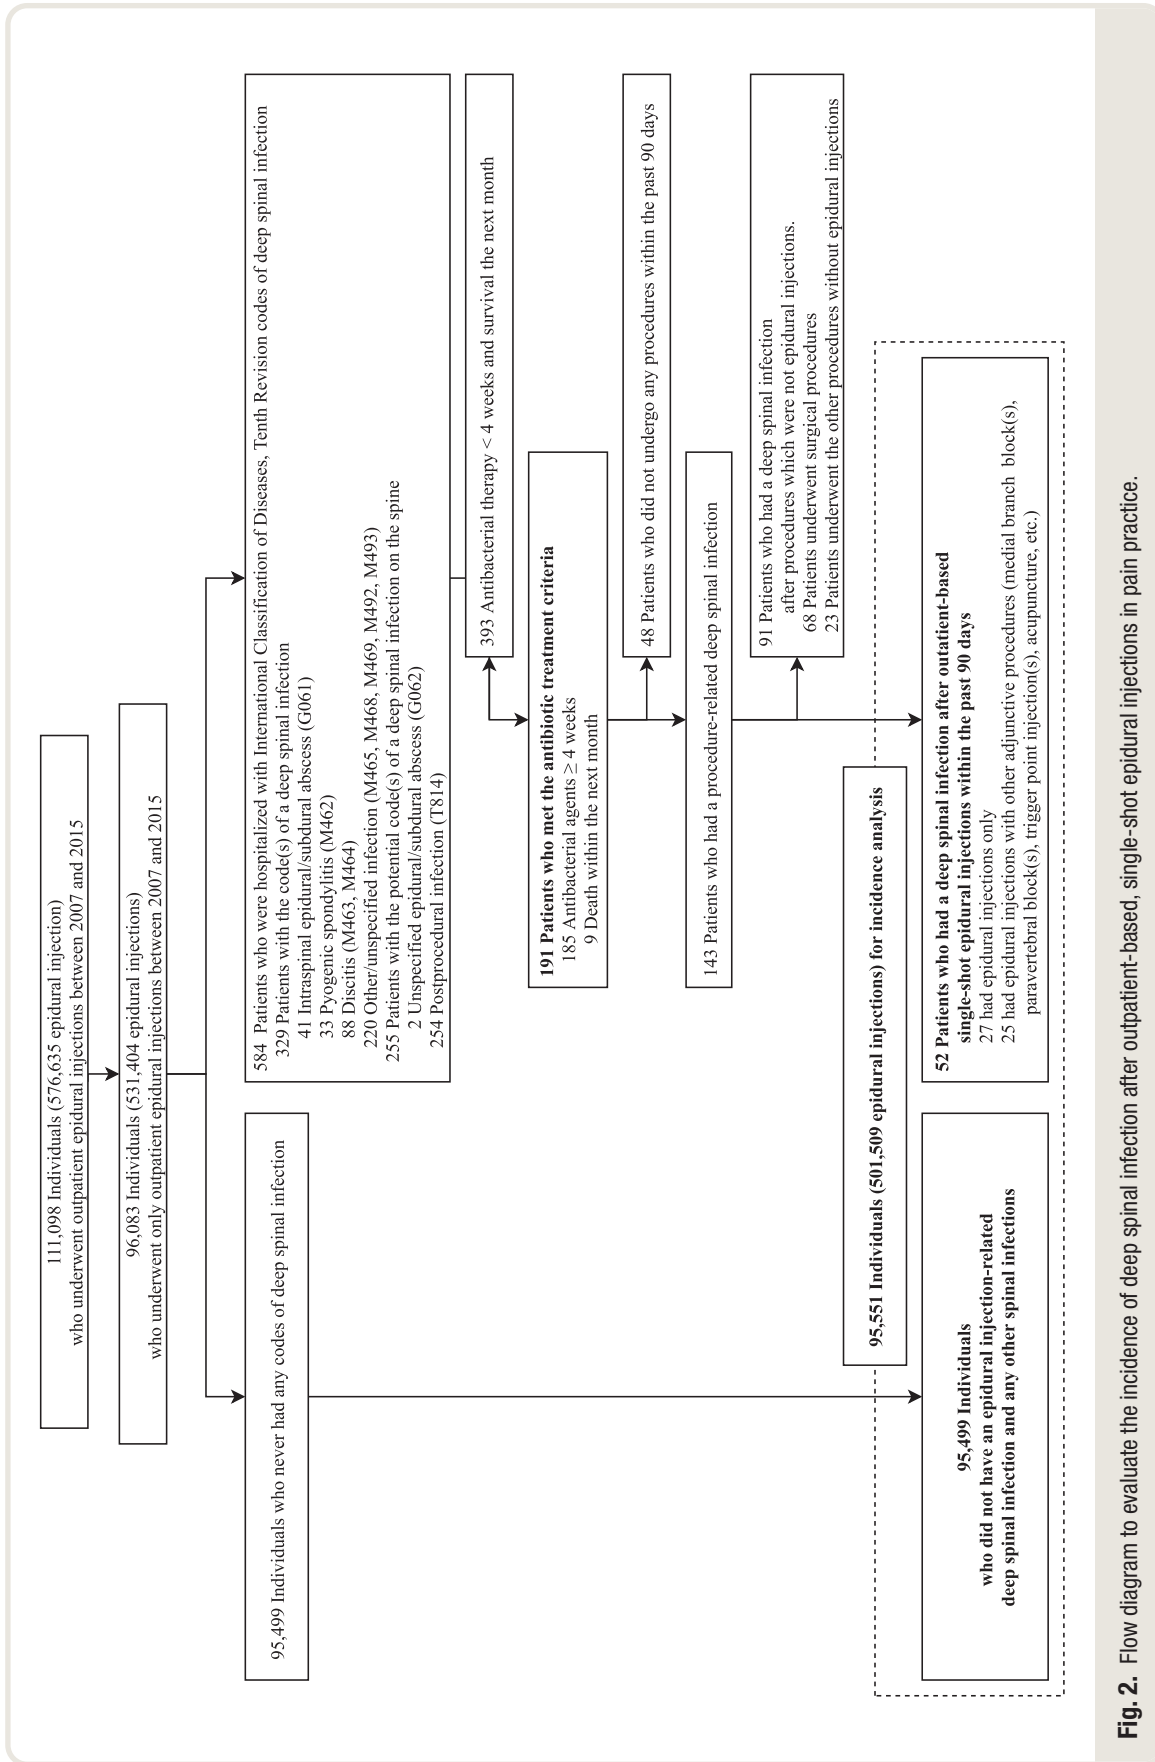 111,098 Individuals (576,635 epidural injection)
who underwent outpatient epidural injections between 2007 and 2015
96,083 Individuals (531,404 epidural injections)
who underwent only outpatient epidural injections between 2007 and 2015
95,499 Individuals who never had any codes of deep spinal infection
584 Patients who were hospitalized with International Classification of Diseases, Tenth Revision codes of deep spinal infection
329 Patients with the code(s) of a deep spinal infection
41 Intraspinal epidural/subdural abscess (G061)
33 Pyogenic spondylitis (M462)
88 Discitis (M463, M464)
220 Other/unspecified infection (M465, M468, M469, M492, M493)
255 Patients with the potential code(s) of a deep spinal infection on the spine
2 Unspecified epidural/subdural abscess (G062)
254 Postprocedural infection (T814)
393 Antibacterial therapy < 4 weeks and survival the next month
191 Patients who met the antibiotic treatment criteria
185 Antibacterial agents ≥ 4 weeks
9 Death within the next month
48 Patients who did not undergo any procedures within the past 90 days
143 Patients who had a procedure-related deep spinal infection
91 Patients who had a deep spinal infection
after procedures which were not epidural injections.
68 Patients underwent surgical procedures
23 Patients underwent the other procedures without epidural injections
95,551 Individuals (501,509 epidural injections) for incidence analysis
95,499 Individuals
who did not have an epidural injection-related
deep spinal infection and any other spinal infections
52 Patients who had a deep spinal infection after outatient-based
single-shot epidural injections within the past 90 days
27 had epidural injections only
25 had epidural injections with other adjunctive procedures (medial branch block(s),
paravertebral block(s), trigger point injection(s), acupuncture, etc.)
Fig. 2. Flow diagram to evaluate the incidence of deep spinal infection after outpatient-based, single-shot epidural injections in pain practice.